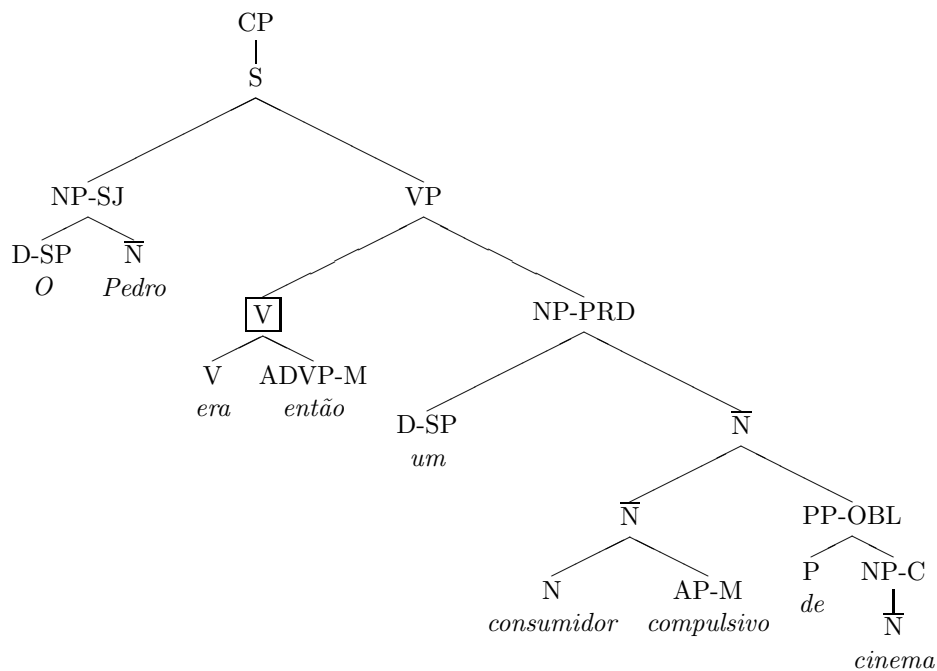 CP
S
NP-SJ VP
D-SP N̅
O Pedro
V NP-PRD
V ADVP-M
era então
D-SP N̅
um
N̅ PP-OBL
N AP-M P NP-C
consumidor compulsivo de N̅
cinema